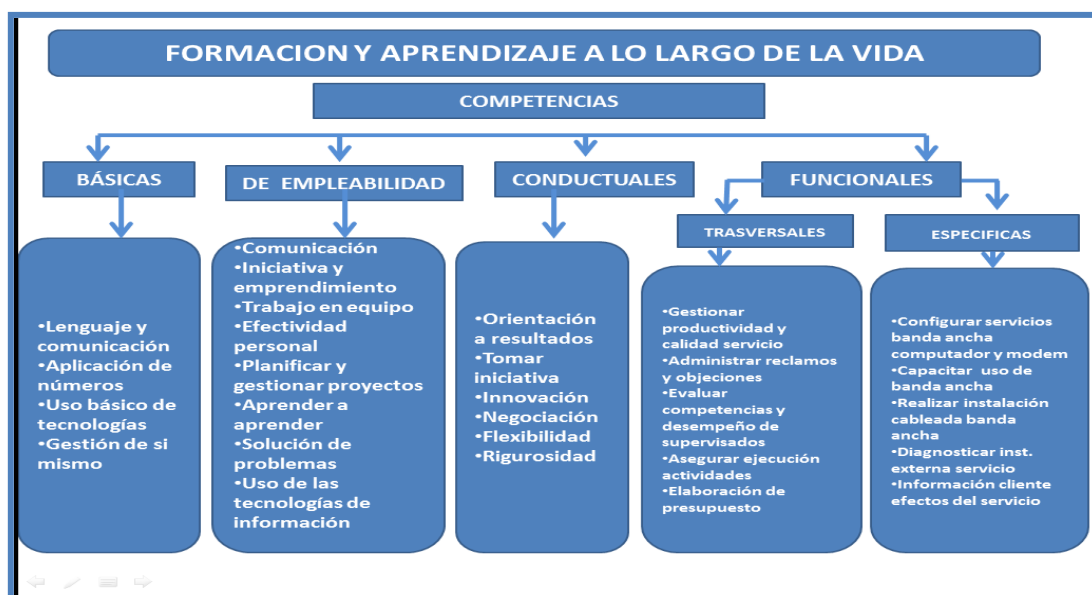 FORMACION Y APRENDIZAJE A LO LARGO DE LA VIDA
COMPETENCIAS
BÁSICAS
DE EMPLEABILIDAD
CONDUCTUALES
FUNCIONALES
TRASVERSALES
ESPECIFICAS
•Lenguaje y
comunicación
•Aplicación de
números
•Uso básico de
tecnologías
•Gestión de si
mismo
•Comunicación
•Iniciativa y
emprendimiento
•Trabajo en equipo
•Efectividad
personal
•Planificar y
gestionar proyectos
•Aprender a
aprender
•Solución de
problemas
•Uso de las
tecnologías de
información
•Orientación
a resultados
•Tomar
iniciativa
•Innovación
•Negociación
•Flexibilidad
•Rigurosidad
•Gestionar
productividad y
calidad servicio
•Administrar reclamos
y objeciones
•Evaluar
competencias y
desempeño de
supervisados
•Asegurar ejecución
actividades
•Elaboración de
presupuesto
•Configurar servicios
banda ancha
computador y modem
•Capacitar uso de
banda ancha
•Realizar instalación
cableada banda
ancha
•Diagnosticar inst.
externa servicio
•Información cliente
efectos del servicio